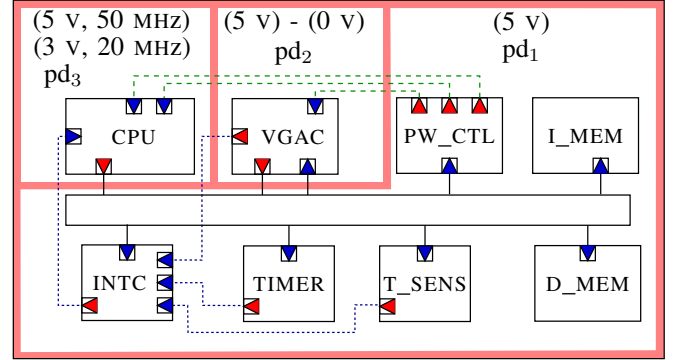 (5 V, 50 MHz) (5 V) - (0 V) (5 V)
(3 V, 20 MHz) pd₂ pd₁
pd₃
CPU VGAC PW_CTL I_MEM
INTC TIMER T_SENS D_MEM